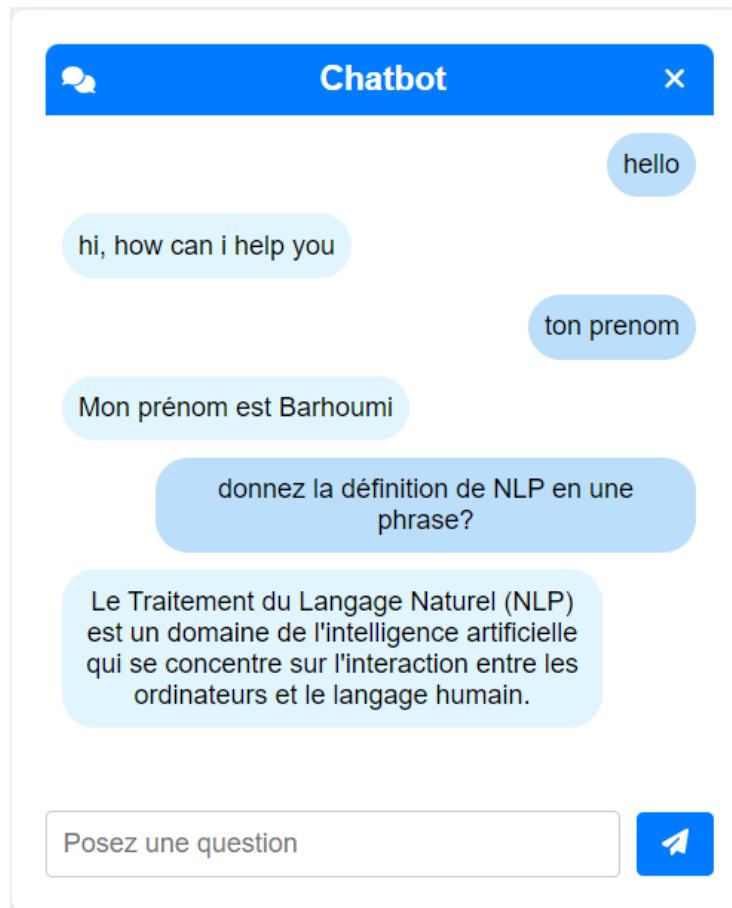 Chatbot
hello
hi, how can i help you
ton prenom
Mon prénom est Barhoumi
donnez la définition de NLP en une
phrase?
Le Traitement du Langage Naturel (NLP)
est un domaine de l'intelligence artificielle
qui se concentre sur l'interaction entre les
ordinateurs et le langage humain.
Posez une question